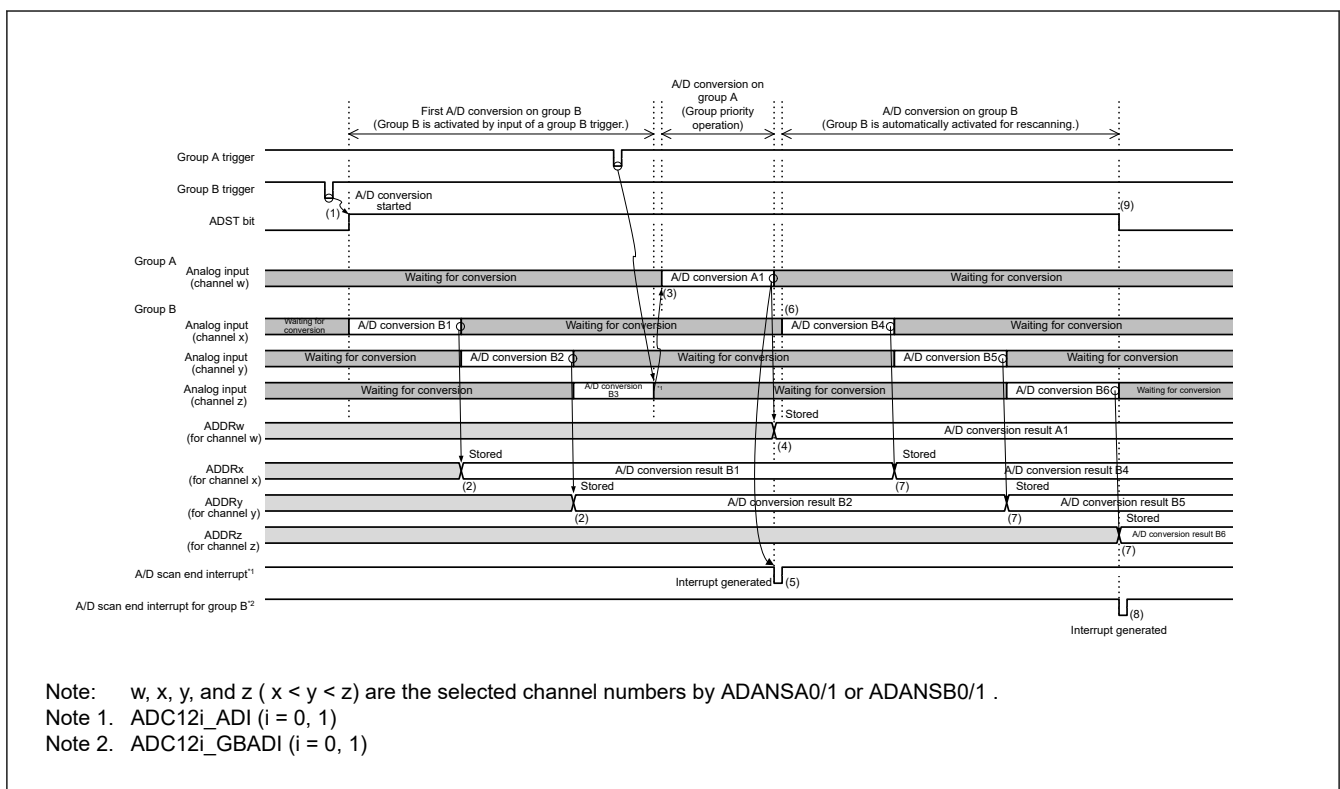 A/D conversion on
group A
(Group priority
operation)
First A/D conversion on group B
(Group B is activated by input of a group B trigger.)
A/D conversion on group B
(Group B is automatically activated for rescanning.)
Group A trigger
Group B trigger
(1)
A/D conversion
started
ADST bit
(9)
Group A
Analog input
(channel w)
Waiting for conversion
A/D conversion A1
Waiting for conversion
(3)
Group B
(6)
Analog input
(channel x)
Waiting for
conversion
A/D conversion B1
Waiting for conversion
A/D conversion B4
Waiting for conversion
Analog input
(channel y)
Waiting for conversion
A/D conversion B2
Waiting for conversion
A/D conversion B5
Waiting for conversion
Analog input
(channel z)
Waiting for conversion
A/D conversion
B3
*1
Waiting for conversion
A/D conversion B6
Waiting for conversion
ADDRw
(for channel w)
Stored
A/D conversion result A1
(4)
ADDRx
(for channel x)
Stored
A/D conversion result B1
Stored
A/D conversion result B4
(2)
(7)
ADDRy
(for channel y)
Stored
A/D conversion result B2
Stored
A/D conversion result B5
(2)
(7)
ADDRz
(for channel z)
Stored
A/D conversion result B6
(7)
A/D scan end interrupt*1
Interrupt generated
(5)
A/D scan end interrupt for group B*2
(8)
Interrupt generated
Note: w, x, y, and z ( x < y < z) are the selected channel numbers by ADANSA0/1 or ADANSB0/1 .
Note 1. ADC12i_ADI (i = 0, 1)
Note 2. ADC12i_GBADI (i = 0, 1)